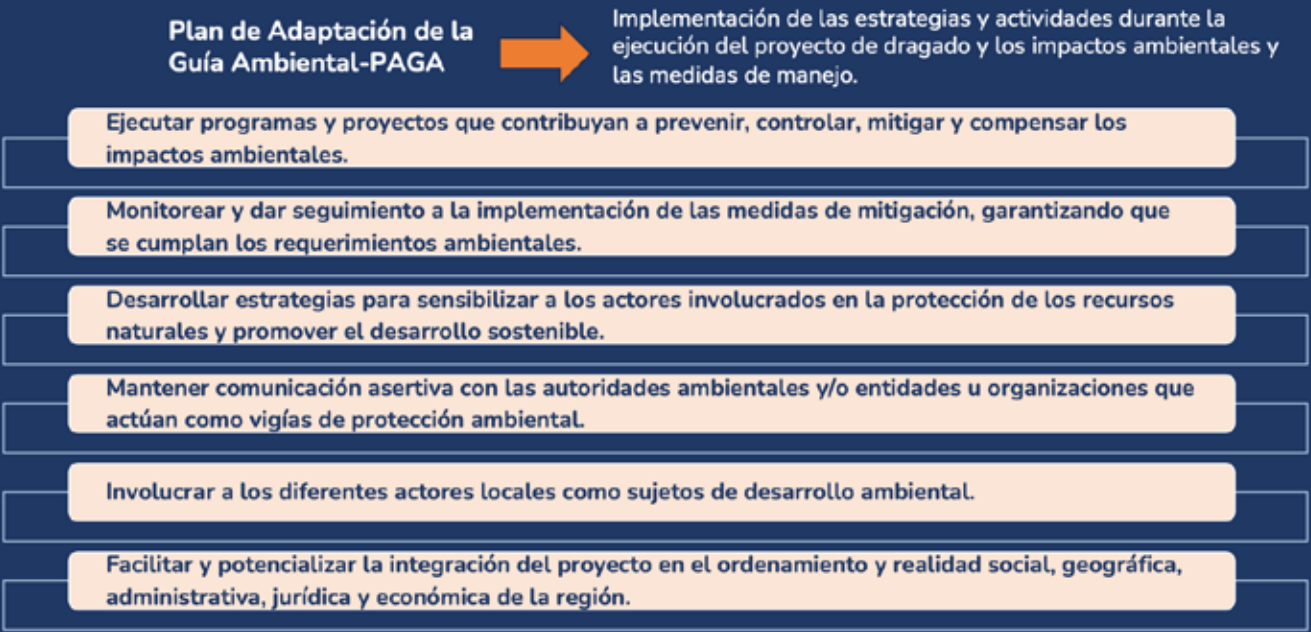 Plan de Adaptación de la
Guía Ambiental-PAGA
Implementación de las estrategias y actividades durante la
ejecución del proyecto de dragado y los impactos ambientales y
las medidas de manejo.
Ejecutar programas y proyectos que contribuyan a prevenir, controlar, mitigar y compensar los
impactos ambientales.
Monitorear y dar seguimiento a la implementación de las medidas de mitigación, garantizando que
se cumplan los requerimientos ambientales.
Desarrollar estrategias para sensibilizar a los actores involucrados en la protección de los recursos
naturales y promover el desarrollo sostenible.
Mantener comunicación asertiva con las autoridades ambientales y/o entidades u organizaciones que
actúan como vigías de protección ambiental.
Involucrar a los diferentes actores locales como sujetos de desarrollo ambiental.
Facilitar y potencializar la integración del proyecto en el ordenamiento y realidad social, geográfica,
administrativa, jurídica y económica de la región.